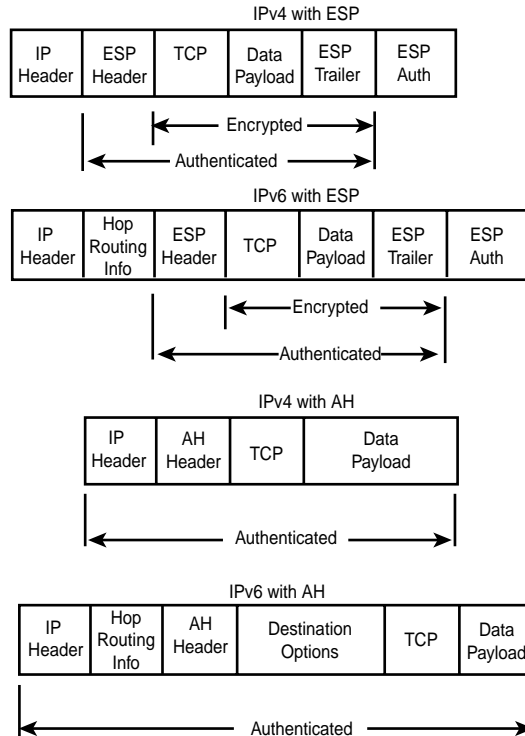 IPv4 with ESP
IP Header ESP Header TCP Data Payload ESP Trailer ESP Auth
Encrypted
Authenticated
IPv6 with ESP
IP Header Hop Routing Info ESP Header TCP Data Payload ESP Trailer ESP Auth
Encrypted
Authenticated
IPv4 with AH
IP Header AH Header TCP Data Payload
Authenticated
IPv6 with AH
IP Header Hop Routing Info AH Header Destination Options TCP Data Payload
Authenticated